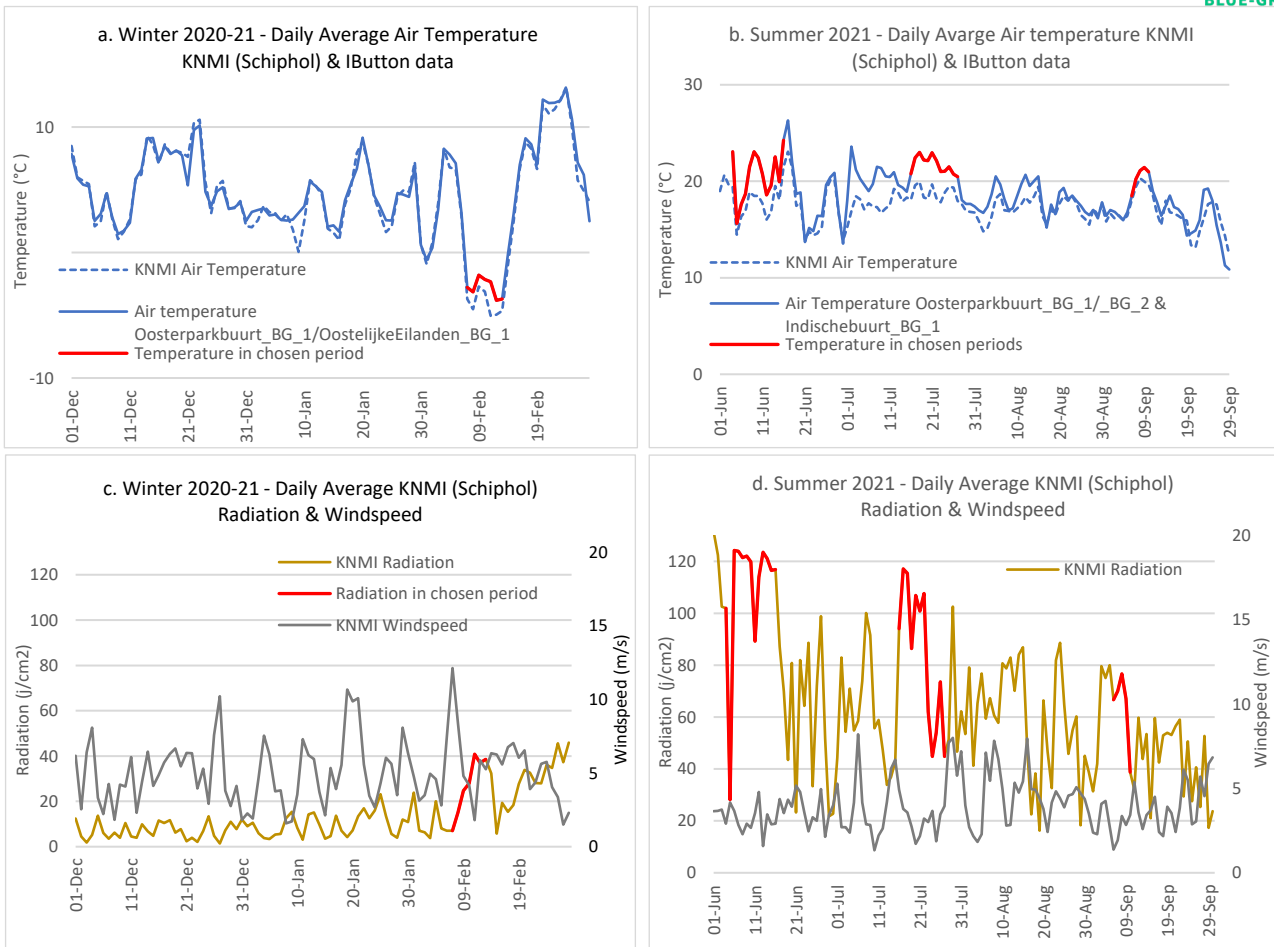 BLUE-GR
a. Winter 2020-21 - Daily Average Air Temperature
KNMI (Schiphol) & IButton data
10
-10
Temperature (°C )
KNMI Air Temperature
Air temperature
Oosterparkbuurt_BG_1/OostelijkeEilanden_BG_1
Temperature in chosen period
01-Dec
11-Dec
21-Dec
31-Dec
10-Jan
20-Jan
30-Jan
09-Feb
19-Feb
b. Summer 2021 - Daily Avarge Air temperature KNMI
(Schiphol) & IButton data
30
20
10
0
Temperature (°C )
KNMI Air Temperature
Air Temperature Oosterparkbuurt_BG_1/_BG_2 &
Indischebuurt_BG_1
Temperature in chosen periods
01-Jun
11-Jun
21-Jun
01-Jul
11-Jul
21-Jul
31-Jul
10-Aug
20-Aug
30-Aug
09-Sep
19-Sep
29-Sep
c. Winter 2020-21 - Daily Average KNMI (Schiphol)
Radiation & Windspeed
KNMI Radiation
Radiation in chosen period
KNMI Windspeed
120
100
80
60
40
20
0
Radiation (j/cm2)
20
15
10
5
0
Windspeed (m/s)
01-Dec
11-Dec
21-Dec
31-Dec
10-Jan
20-Jan
30-Jan
09-Feb
19-Feb
d. Summer 2021 - Daily Average KNMI (Schiphol)
Radiation & Windspeed
KNMI Radiation
120
100
80
60
40
20
0
Radiation (j/cm2)
20
15
10
5
0
Windspeed (m/s)
01-Jun
11-Jun
21-Jun
01-Jul
11-Jul
21-Jul
31-Jul
10-Aug
20-Aug
30-Aug
09-Sep
19-Sep
29-Sep